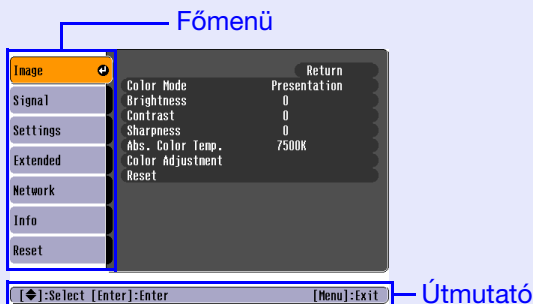 Főmenü
Image
Signal
Settings
Extended
Network
Info
Reset
Return
Color Mode Presentation
Brightness 0
Contrast 0
Sharpness 0
Abs. Color Temp. 7500K
Color Adjustment
Reset
[◆]:Select [Enter]:Enter [Menu]:Exit
Útmutató